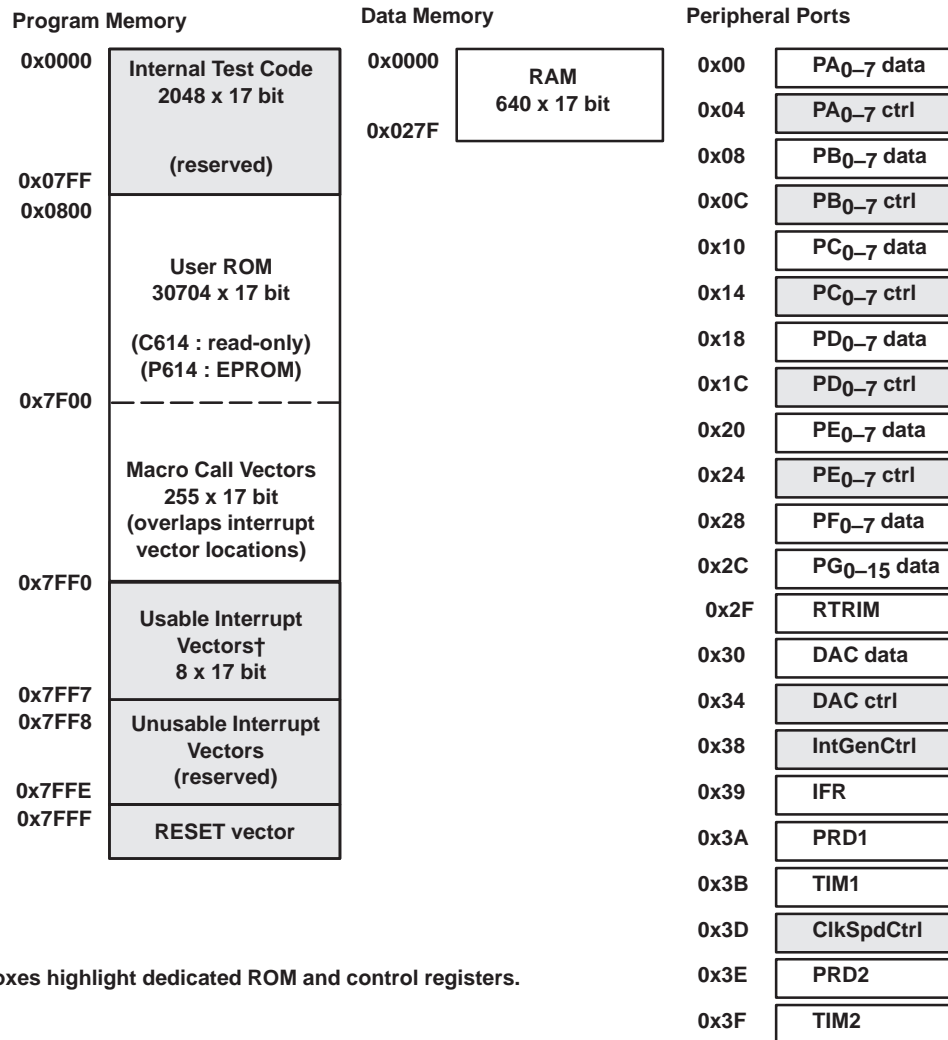 Program Memory
0x0000
Internal Test Code
2048 x 17 bit
(reserved)
0x07FF
0x0800
User ROM
30704 x 17 bit
(C614 : read-only)
(P614 : EPROM)
0x7F00
Macro Call Vectors
255 x 17 bit
(overlaps interrupt
vector locations)
0x7FF0
Usable Interrupt
Vectors†
8 x 17 bit
0x7FF7
0x7FF8
Unusable Interrupt
Vectors
(reserved)
0x7FFE
0x7FFF
RESET vector
Data Memory
0x0000
RAM
640 x 17 bit
0x027F
Peripheral Ports
0x00 PA0–7 data
0x04 PA0–7 ctrl
0x08 PB0–7 data
0x0C PB0–7 ctrl
0x10 PC0–7 data
0x14 PC0–7 ctrl
0x18 PD0–7 data
0x1C PD0–7 ctrl
0x20 PE0–7 data
0x24 PE0–7 ctrl
0x28 PF0–7 data
0x2C PG0–15 data
0x2F RTRIM
0x30 DAC data
0x34 DAC ctrl
0x38 IntGenCtrl
0x39 IFR
0x3A PRD1
0x3B TIM1
0x3D ClkSpdCtrl
0x3E PRD2
0x3F TIM2
highlight dedicated ROM and control registers.